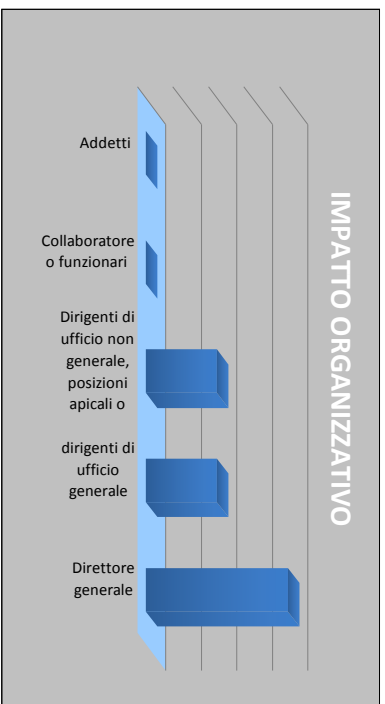 IMPATTO ORGANIZZATIVO
Addetti
Collaboratore
o funzionari
Dirigenti di
ufficio non
generale,
posizioni
apicali o
dirigenti di
ufficio
generale
Direttore
generale